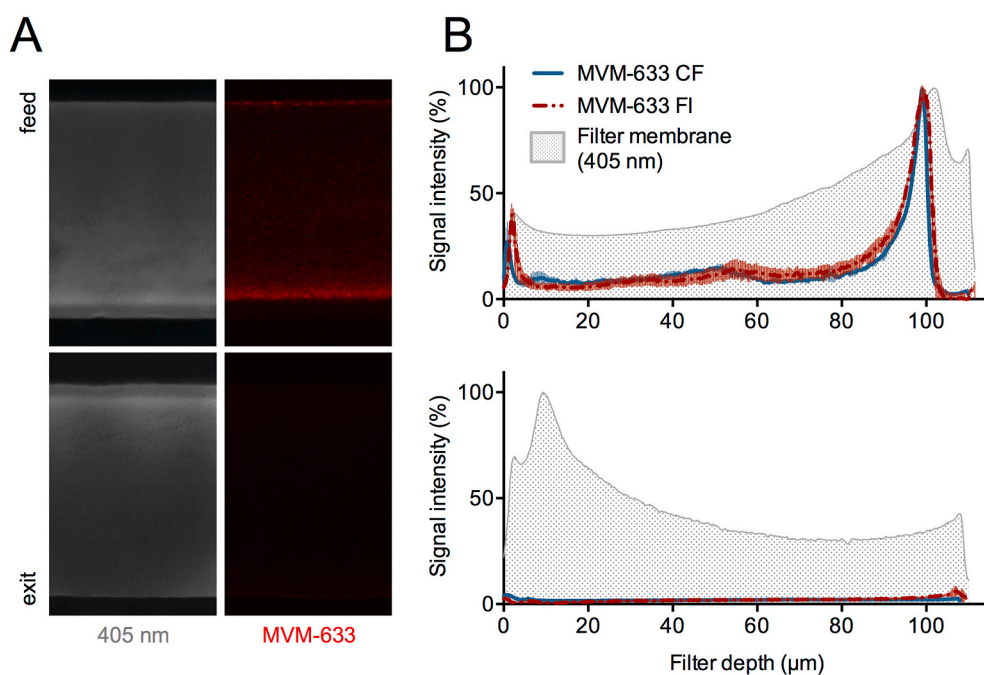 A
feed
exit
405 nm
MVM-633
B
MVM-633 CF
MVM-633 FI
Filter membrane
(405 nm)
Signal intensity (%)
100
50
0
0
20
40
60
80
100
Signal intensity (%)
100
50
0
0
20
40
60
80
100
Filter depth (µm)